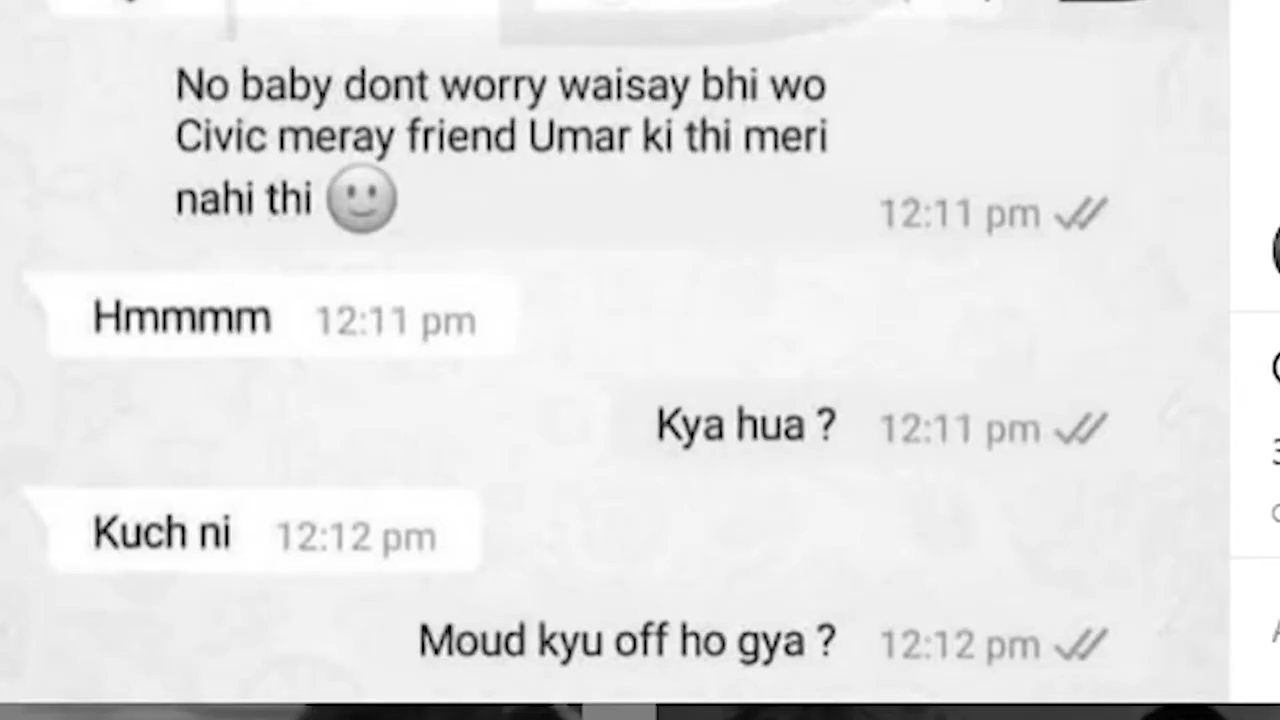 No baby dont worry waisay bhi wo
Civic meray friend Umar ki thi meri
nahi thi 🙂
12:11 pm
Hmmmm 12:11 pm
Kya hua ? 12:11 pm
Kuch ni 12:12 pm
Moud kyu off ho gya ? 12:12 pm